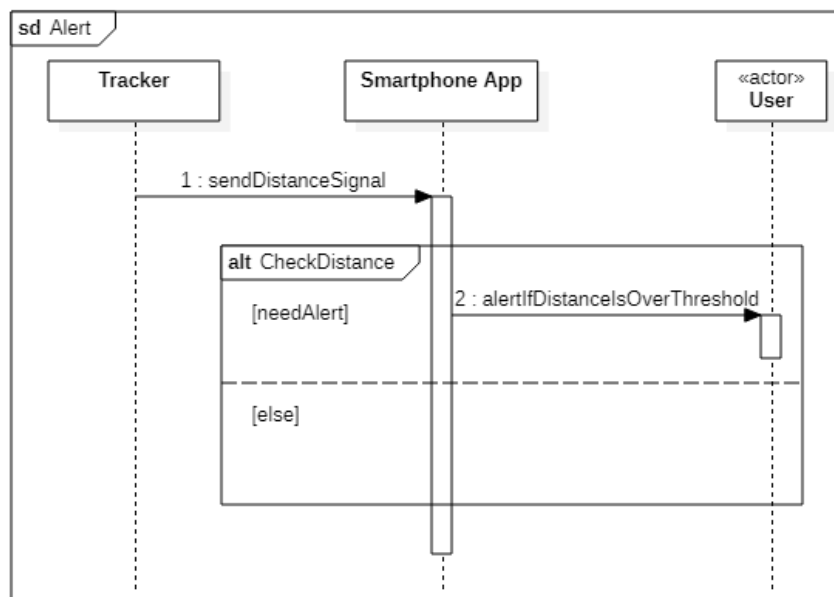 sd Alert
Tracker
Smartphone App
«actor»
User
1 : sendDistanceSignal
alt CheckDistance
2 : alertIfDistanceIsOverThreshold
[needAlert]
[else]